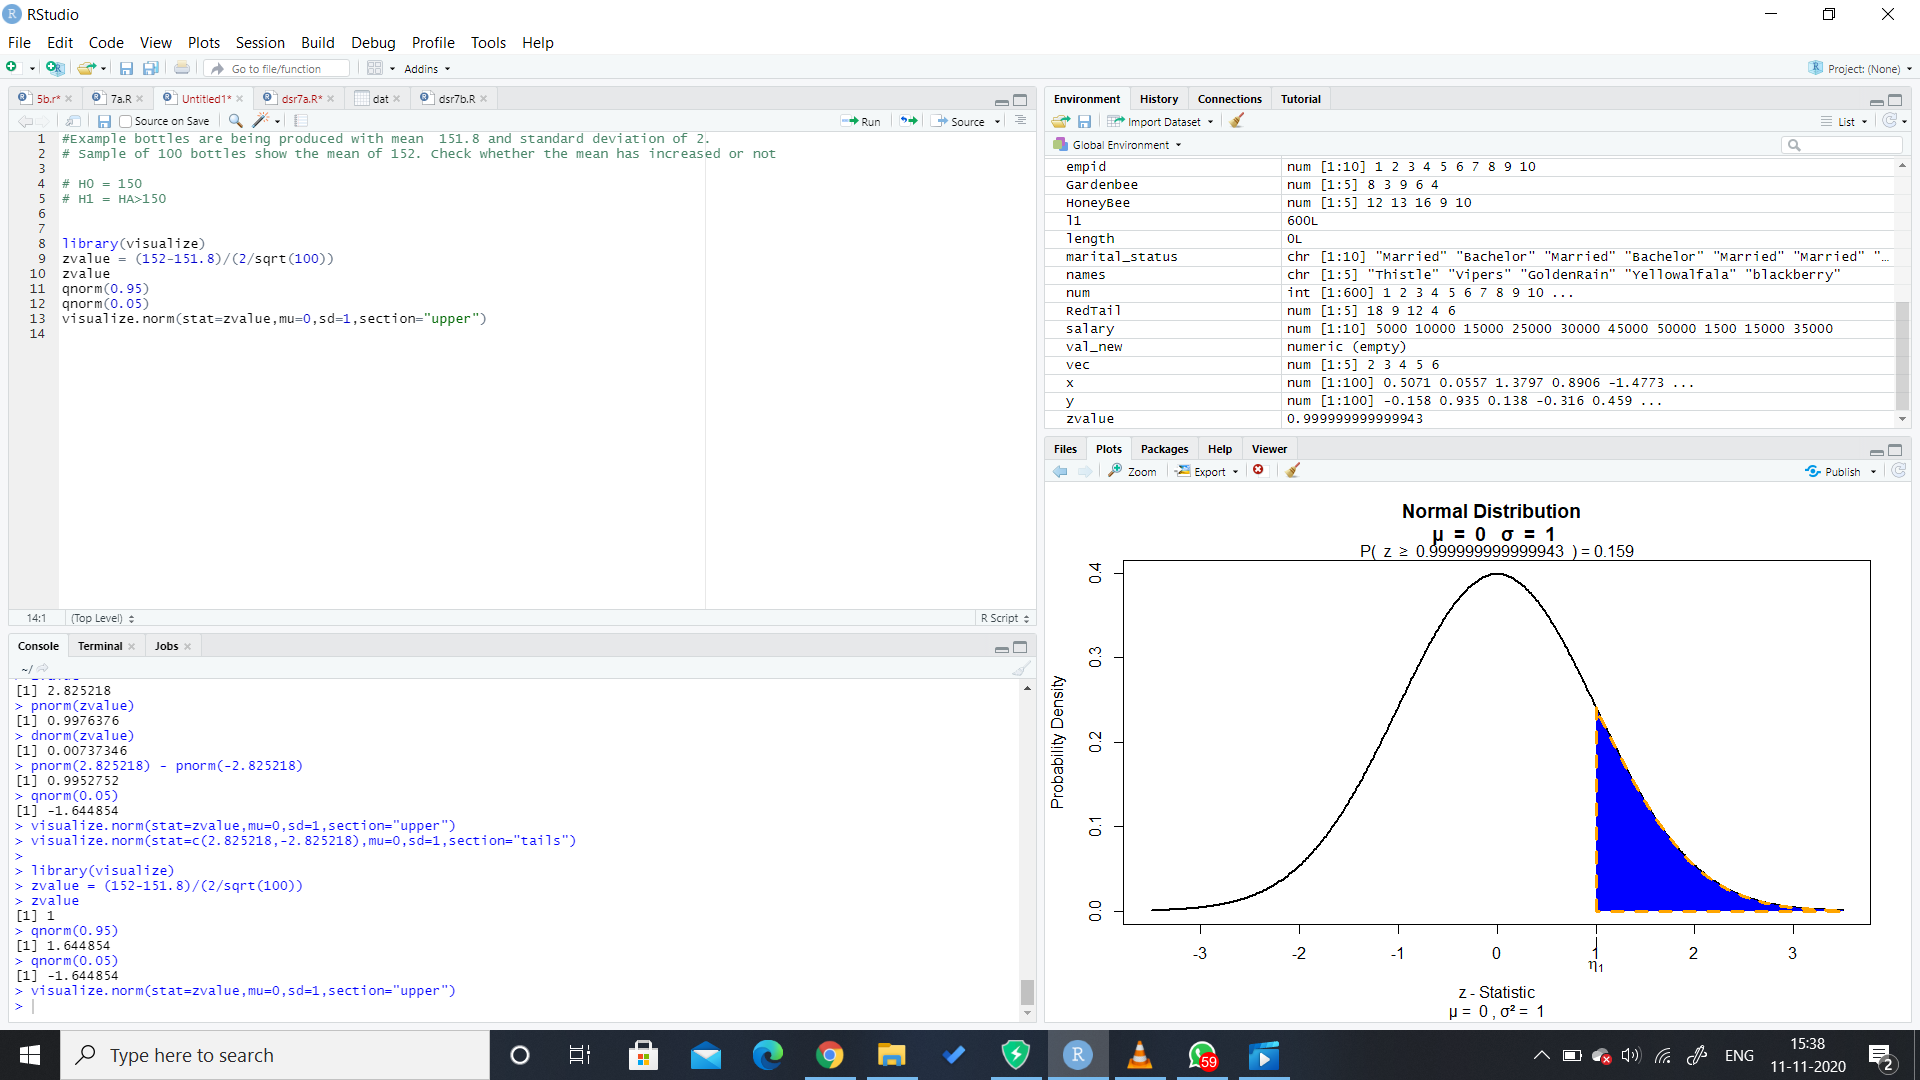 RStudio
File Edit Code View Plots Session Build Debug Profile Tools Help
Go to file/function Addins Project: (None)
5b.r* 7a.R Untitled1* dsr7a.R* dat dsr7b.R
Source on Save Run Source
1 #Example bottles are being produced with mean  151.8 and standard deviation of 2.
2 # Sample of 100 bottles show the mean of 152. Check whether the mean has increased or not
3
4 # H0 = 150
5 # H1 = HA>150
6
7
8 library(visualize)
9 zvalue = (152-151.8)/(2/sqrt(100))
10 zvalue
11 qnorm(0.95)
12 qnorm(0.05)
13 visualize.norm(stat=zvalue,mu=0,sd=1,section="upper")
14
14:1 (Top Level) R Script
Console Terminal Jobs
~/
[1] 2.825218
> pnorm(zvalue)
[1] 0.9976376
> dnorm(zvalue)
[1] 0.00737346
> pnorm(2.825218) - pnorm(-2.825218)
[1] 0.9952752
> qnorm(0.05)
[1] -1.644854
> visualize.norm(stat=zvalue,mu=0,sd=1,section="upper")
> visualize.norm(stat=c(2.825218,-2.825218),mu=0,sd=1,section="tails")
>
> library(visualize)
> zvalue = (152-151.8)/(2/sqrt(100))
> zvalue
[1] 1
> qnorm(0.95)
[1] 1.644854
> qnorm(0.05)
[1] -1.644854
> visualize.norm(stat=zvalue,mu=0,sd=1,section="upper")
>
Environment History Connections Tutorial
Import Dataset List
Global Environment
empid num [1:10] 1 2 3 4 5 6 7 8 9 10
Gardenbee num [1:5] 8 3 9 6 4
HoneyBee num [1:5] 12 13 16 9 10
l1 600L
length 0L
marital_status chr [1:10] "Married" "Bachelor" "Married" "Bachelor" "Married" "Married" "…
names chr [1:5] "Thistle" "Vipers" "GoldenRain" "Yellowalfala" "blackberry"
num int [1:600] 1 2 3 4 5 6 7 8 9 10 ...
RedTail num [1:5] 18 9 12 4 6
salary num [1:10] 5000 10000 15000 25000 30000 45000 50000 1500 15000 35000
val_new numeric (empty)
vec num [1:5] 2 3 4 5 6
x num [1:100] 0.5071 0.0557 1.3797 0.8906 -1.4773 ...
y num [1:100] -0.158 0.935 0.138 -0.316 0.459 ...
zvalue 0.999999999999943
Files Plots Packages Help Viewer
Zoom Export Publish
Normal Distribution
μ = 0 σ = 1
P( z ≥ 0.999999999999943 ) = 0.159
Probability Density
0.4
0.3
0.2
0.1
0.0
-3 -2 -1 0 1 2 3
η1
z - Statistic
μ = 0 , σ² = 1
Type here to search
59
ENG
15:38
11-11-2020
2